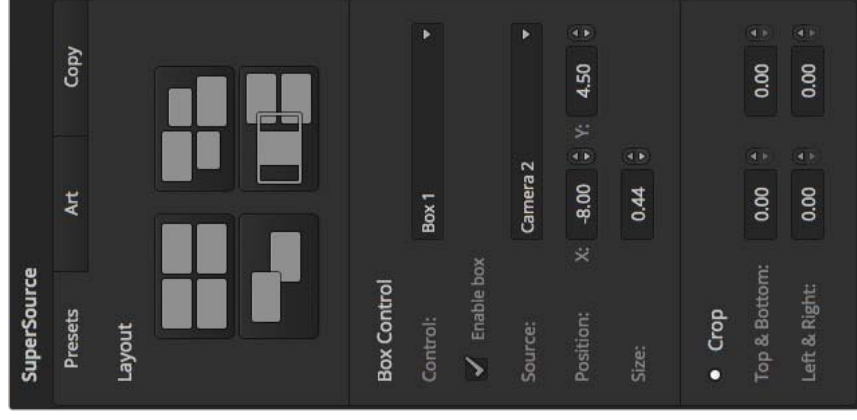 SuperSource
Presets Art Copy
Layout
Box Control
Control: Box 1
Enable box
Source: Camera 2
Position: X: -8.00 Y: 4.50
Size: 0.44
Crop
Top & Bottom: 0.00 0.00
Left & Right: 0.00 0.00